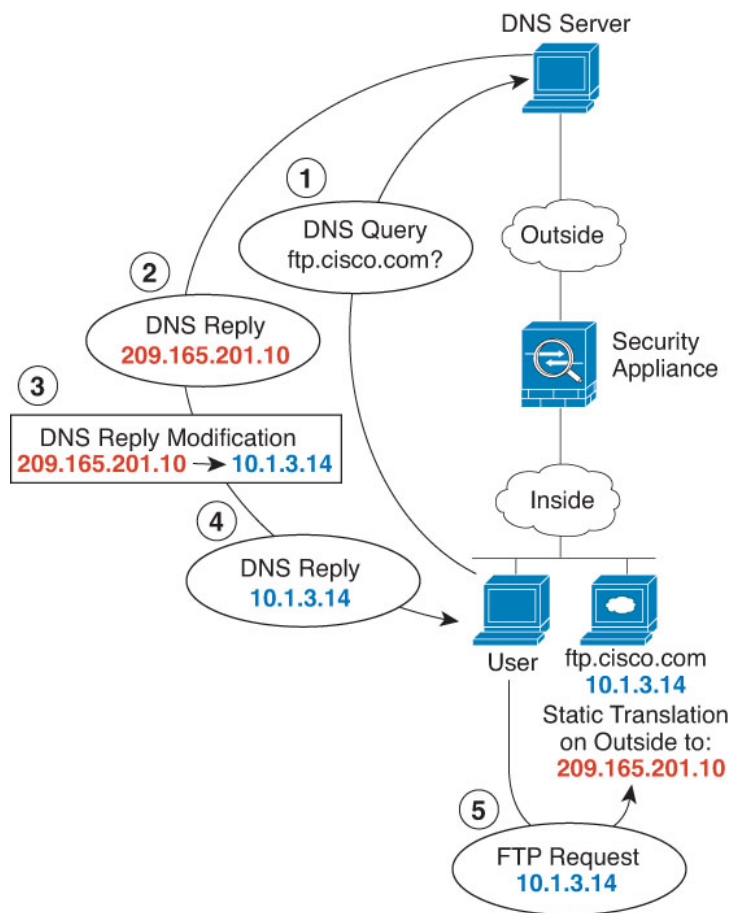 DNS Server
1
DNS Query
ftp.cisco.com?
Outside
2
DNS Reply
209.165.201.10
Security
Appliance
3
DNS Reply Modification
209.165.201.10 10.1.3.14
Inside
4
DNS Reply
10.1.3.14
User
ftp.cisco.com
10.1.3.14
Static Translation
on Outside to:
209.165.201.10
5
FTP Request
10.1.3.14